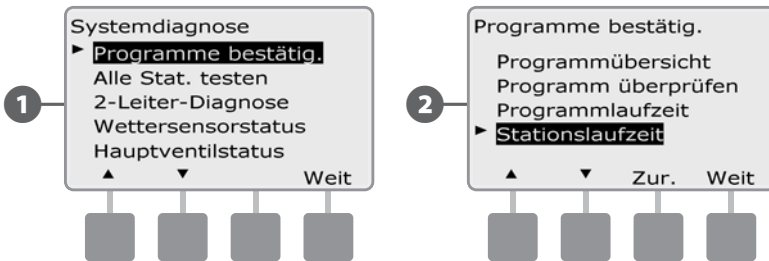 1
Systemdiagnose
► Programme bestätig.
Alle Stat. testen
2-Leiter-Diagnose
Wettersensorstatus
Hauptventilstatus
▲ ▼ Weit
2
Programme bestätig.
Programmübersicht
Programm überprüfen
Programmlaufzeit
► Stationslaufzeit
▲ ▼ Zur. Weit